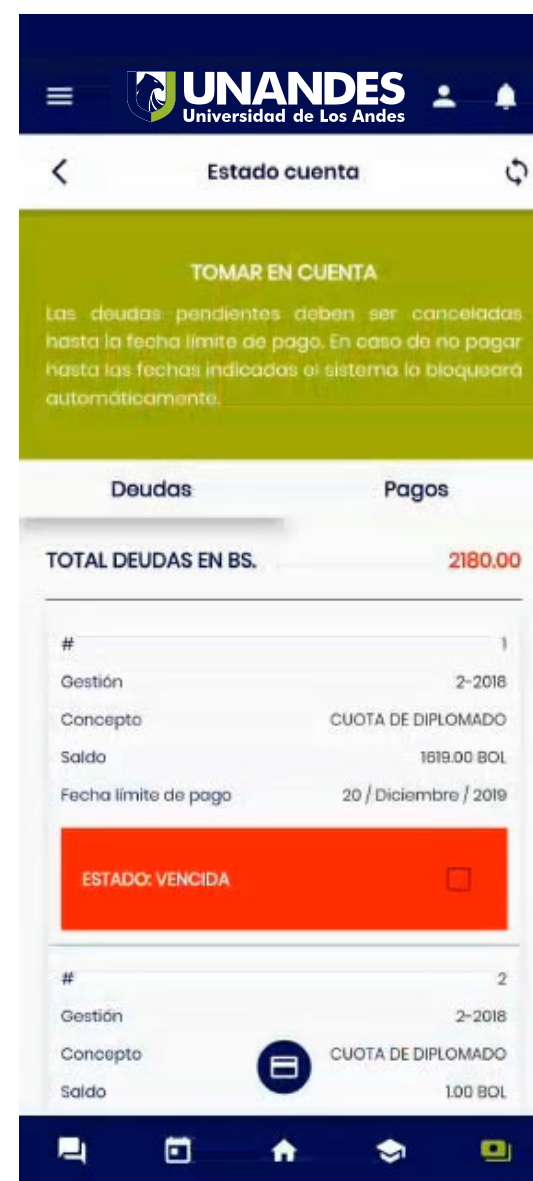 UNANDES
Universidad de Los Andes
Estado cuenta
TOMAR EN CUENTA
Las deudas pendientes deben ser canceladas
hasta la fecha límite de pago. En caso de no pagar
hasta las fechas indicadas el sistema lo bloqueará
automáticamente.
Deudas Pagos
TOTAL DEUDAS EN BS. 2180.00
# 1
Gestión 2-2018
Concepto CUOTA DE DIPLOMADO
Saldo 1619.00 BOL
Fecha límite de pago 20 / Diciembre / 2019
ESTADO: VENCIDA
# 2
Gestión 2-2018
Concepto CUOTA DE DIPLOMADO
Saldo 1.00 BOL